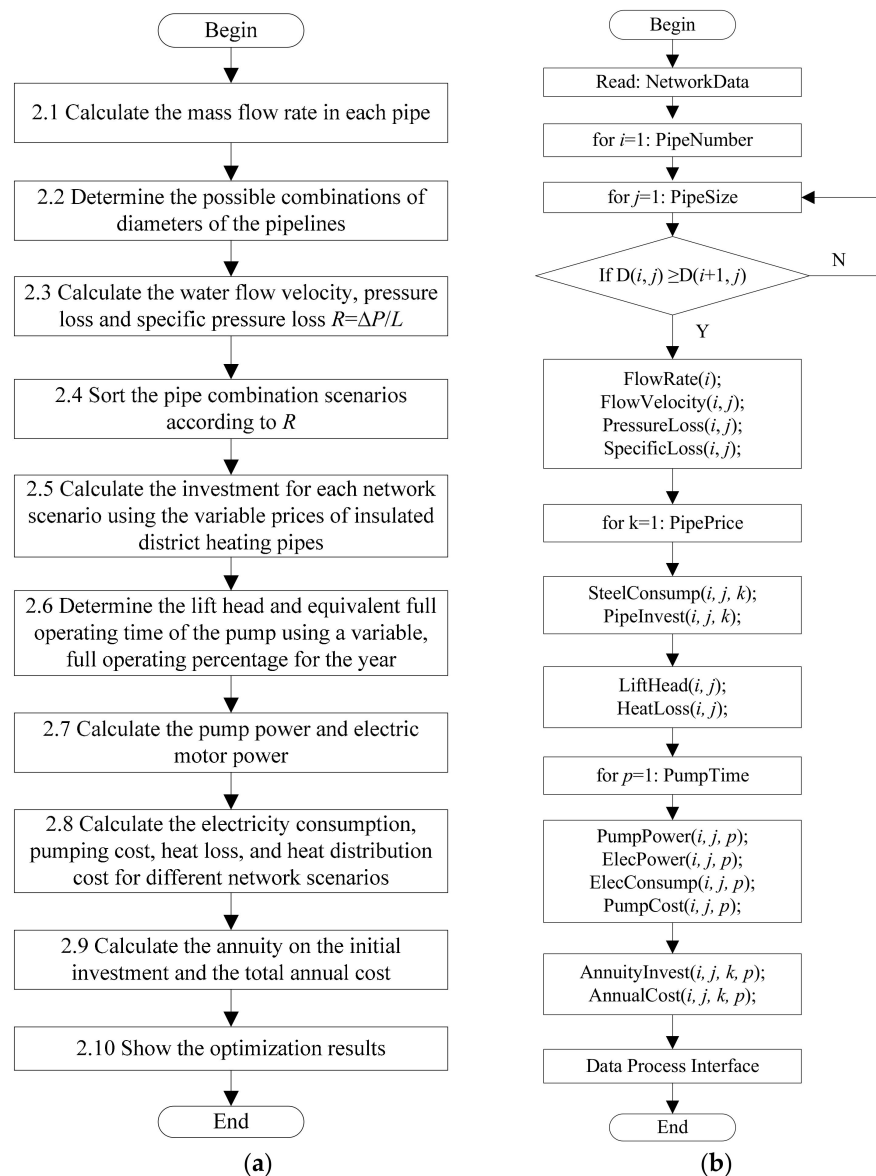 Begin
2.1 Calculate the mass flow rate in each pipe
2.2 Determine the possible combinations of
diameters of the pipelines
2.3 Calculate the water flow velocity, pressure
loss and specific pressure loss R=ΔP/L
2.4 Sort the pipe combination scenarios
according to R
2.5 Calculate the investment for each network
scenario using the variable prices of insulated
district heating pipes
2.6 Determine the lift head and equivalent full
operating time of the pump using a variable,
full operating percentage for the year
2.7 Calculate the pump power and electric
motor power
2.8 Calculate the electricity consumption,
pumping cost, heat loss, and heat distribution
cost for different network scenarios
2.9 Calculate the annuity on the initial
investment and the total annual cost
2.10 Show the optimization results
End
(a)
Begin
Read: NetworkData
for i=1: PipeNumber
for j=1: PipeSize
If D(i, j) ≥D(i+1, j)
N
Y
FlowRate(i);
FlowVelocity(i, j);
PressureLoss(i, j);
SpecificLoss(i, j);
for k=1: PipePrice
SteelConsump(i, j, k);
PipeInvest(i, j, k);
LiftHead(i, j);
HeatLoss(i, j);
for p=1: PumpTime
PumpPower(i, j, p);
ElecPower(i, j, p);
ElecConsump(i, j, p);
PumpCost(i, j, p);
AnnuityInvest(i, j, k, p);
AnnualCost(i, j, k, p);
Data Process Interface
End
(b)